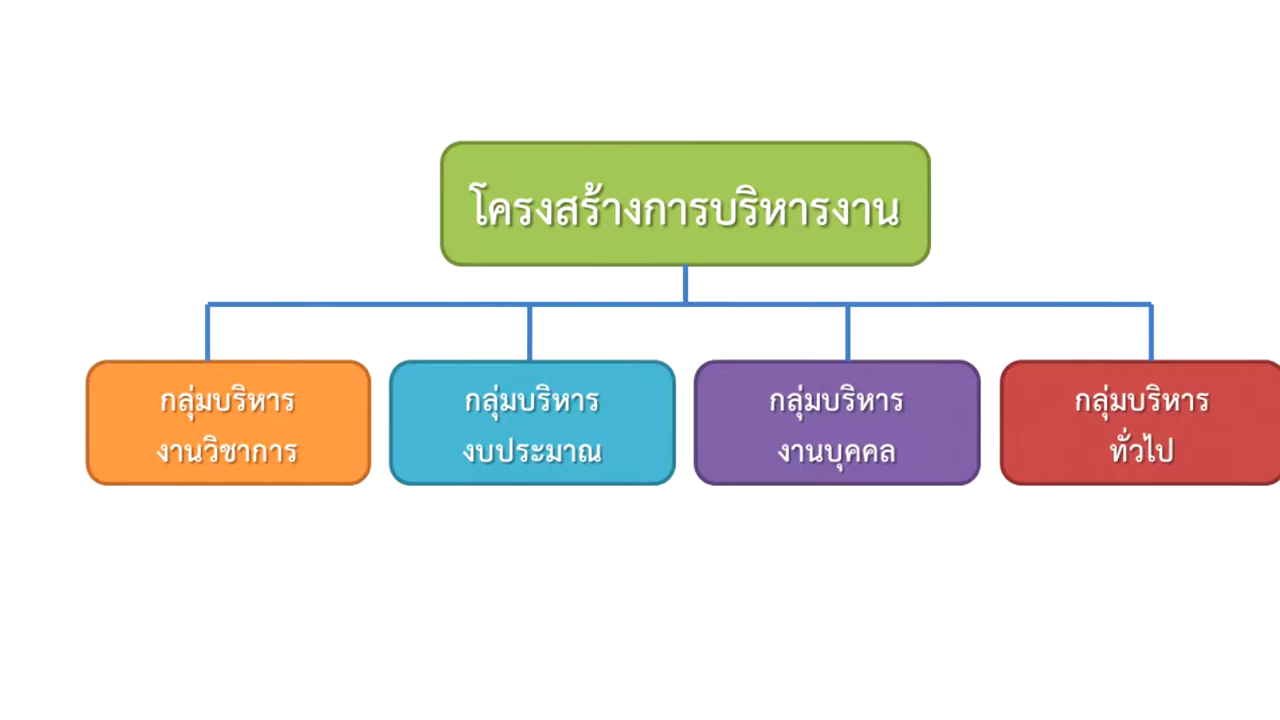 โครงสร้างการบริหารงาน
กลุ่มบริหาร
งานวิชาการ
กลุ่มบริหาร
งบประมาณ
กลุ่มบริหาร
งานบุคคล
กลุ่มบริหาร
ทั่วไป